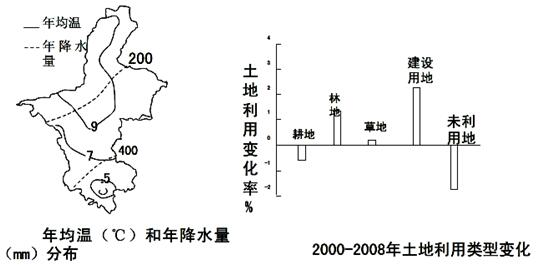 年均温
年降水
量
200
9
7
400
5
年均温（℃）和年降水量
（mm）分布
土地利用变化率%
4
3
2
1
0
-1
-2
耕地
林
地
草地
建设
用地
未利
用地
2000-2008年土地利用类型变化